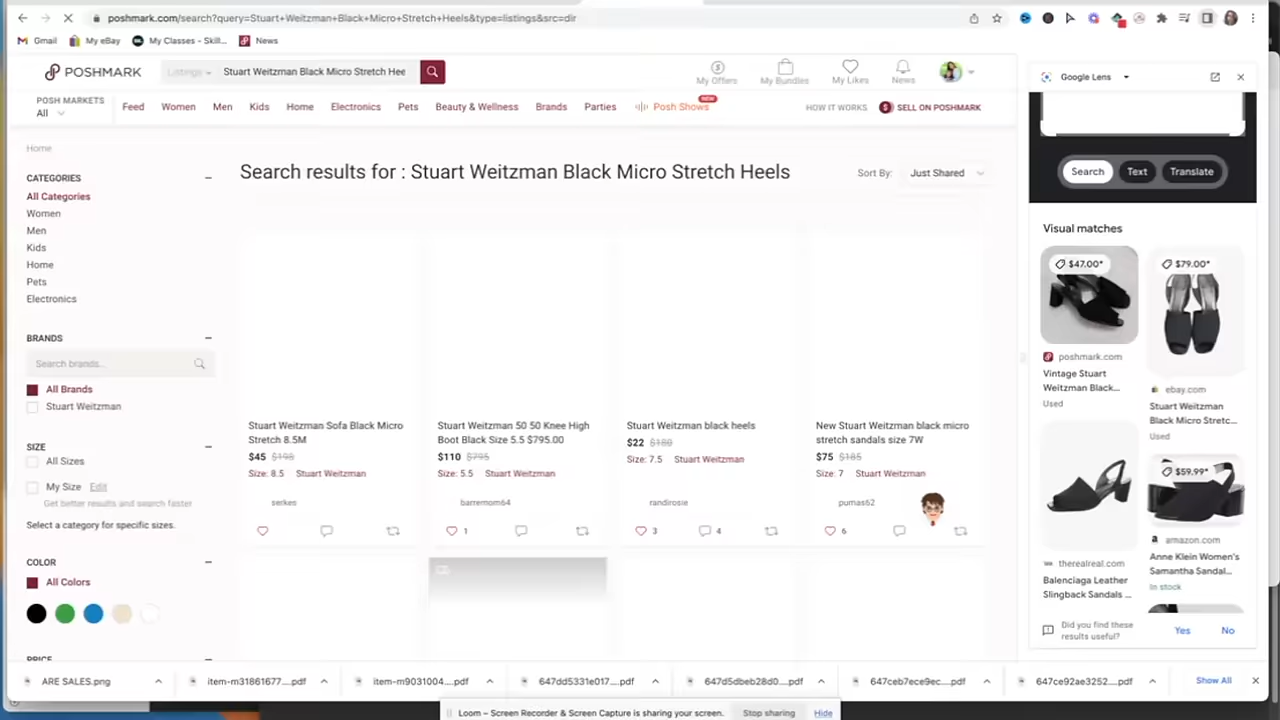 poshmark.com/search?query=Stuart+Weitzman+Black+Micro+Stretch+Heels&type=listings&src=dir
Gmail
My eBay
My Classes - Skill...
News
POSHMARK
Listings
Stuart Weitzman Black Micro Stretch Hee
My Offers
My Bundles
My Likes
News
POSH MARKETS
All
Feed
Women
Men
Kids
Home
Electronics
Pets
Beauty & Wellness
Brands
Parties
Posh Shows
NEW
HOW IT WORKS
SELL ON POSHMARK
Home
CATEGORIES
All Categories
Women
Men
Kids
Home
Pets
Electronics
BRANDS
Search brands...
All Brands
Stuart Weitzman
SIZE
All Sizes
My Size Edit
Get better results and search faster
Select a category for specific sizes.
COLOR
All Colors
PRICE
Search results for : Stuart Weitzman Black Micro Stretch Heels
Sort By: Just Shared
Stuart Weitzman Sofa Black Micro
Stretch 8.5M
$45 $198
Size: 8.5 Stuart Weitzman
serkes
Stuart Weitzman 50 50 Knee High
Boot Black Size 5.5 $795.00
$110 $795
Size: 5.5 Stuart Weitzman
barremom64
1
Stuart Weitzman black heels
$22 $180
Size: 7.5 Stuart Weitzman
randirosie
3
4
New Stuart Weitzman black micro
stretch sandals size 7W
$75 $185
Size: 7 Stuart Weitzman
pumas62
6
Google Lens
Search
Text
Translate
Visual matches
$47.00*
poshmark.com
Vintage Stuart
Weitzman Black...
Used
$79.00*
ebay.com
Stuart Weitzman
Black Micro Stretc...
Used
therealreal.com
Balenciaga Leather
Slingback Sandals ...
$59.99*
amazon.com
Anne Klein Women's
Samantha Sandal...
In stock
Did you find these
results useful?
Yes
No
ARE SALES.png
item-m31861677....pdf
item-m9031004....pdf
647dd5331e017....pdf
647d5dbeb28d0....pdf
647ceb7ece9ec....pdf
647ce92ae3252....pdf
Show All
Loom – Screen Recorder & Screen Capture is sharing your screen.
Stop sharing
Hide